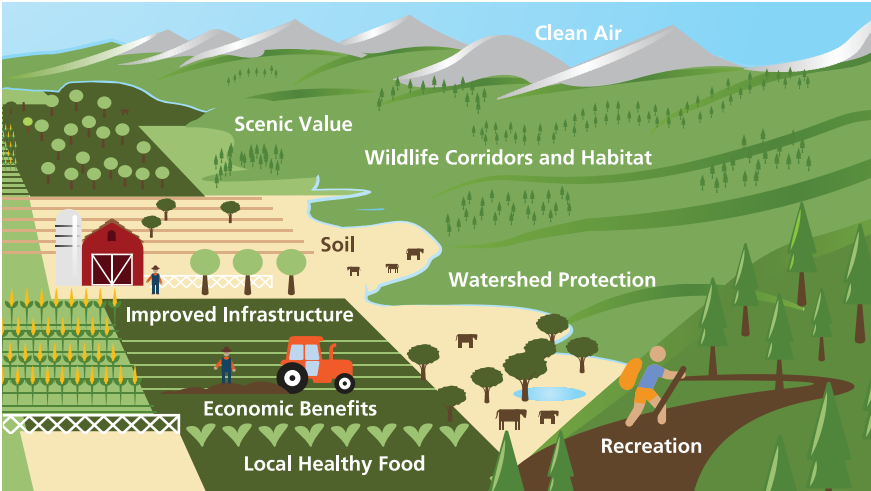 Clean Air
Scenic Value
Wildlife Corridors and Habitat
Soil
Watershed Protection
Improved Infrastructure
Economic Benefits
Recreation
Local Healthy Food